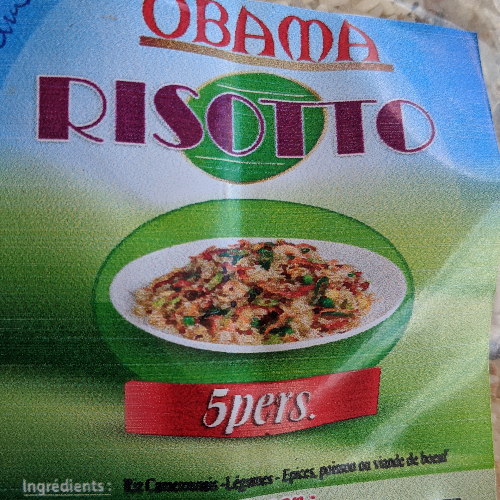 OBAMA
RISOTTO
5pers.
Ingrédients : Riz Camerounais -Légumes - Epices, poisson ou viande de boeuf